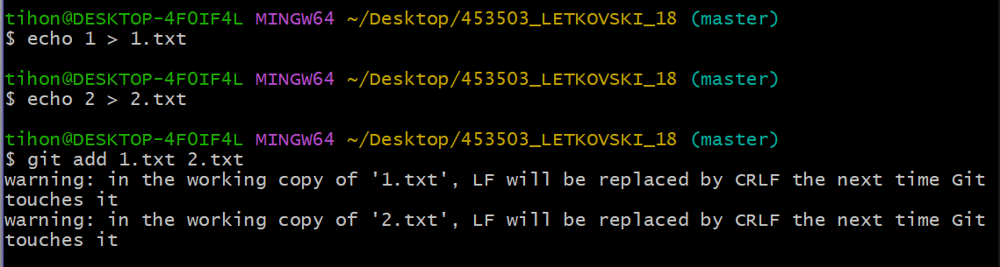 tihon@DESKTOP-4F0IF4L MINGW64 ~/Desktop/453503_LETKOVSKI_18 (master)
$ echo 1 > 1.txt
tihon@DESKTOP-4F0IF4L MINGW64 ~/Desktop/453503_LETKOVSKI_18 (master)
$ echo 2 > 2.txt
tihon@DESKTOP-4F0IF4L MINGW64 ~/Desktop/453503_LETKOVSKI_18 (master)
$ git add 1.txt 2.txt
warning: in the working copy of '1.txt', LF will be replaced by CRLF the next time Git
touches it
warning: in the working copy of '2.txt', LF will be replaced by CRLF the next time Git
touches it